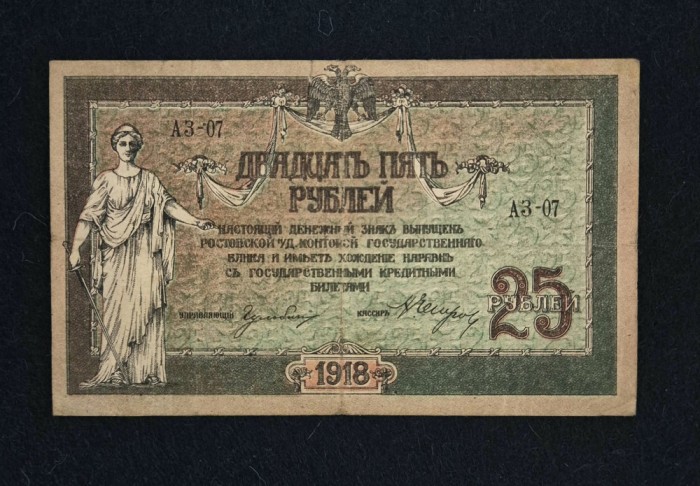 АЗ-07
ДВАДЦАТЬ ПЯТЬ
РУБЛЕЙ
АЗ-07
НАСТОЯЩІЙ ДЕНЕЖНЫЙ ЗНАКЪ ВЫПУЩЕНЪ
РОСТОВСКОЙ КОНТОРОЙ ГОСУДАРСТВЕННАГО
БАНКА И ИМѢЕТЪ ХОЖДЕНІЕ НАРАВНѢ
СЪ ГОСУДАРСТВЕННЫМИ КРЕДИТНЫМИ
БИЛЕТАМИ
УПРАВЛЯЮЩІЙ КАССИРЪ
25
РУБЛЕЙ
1918